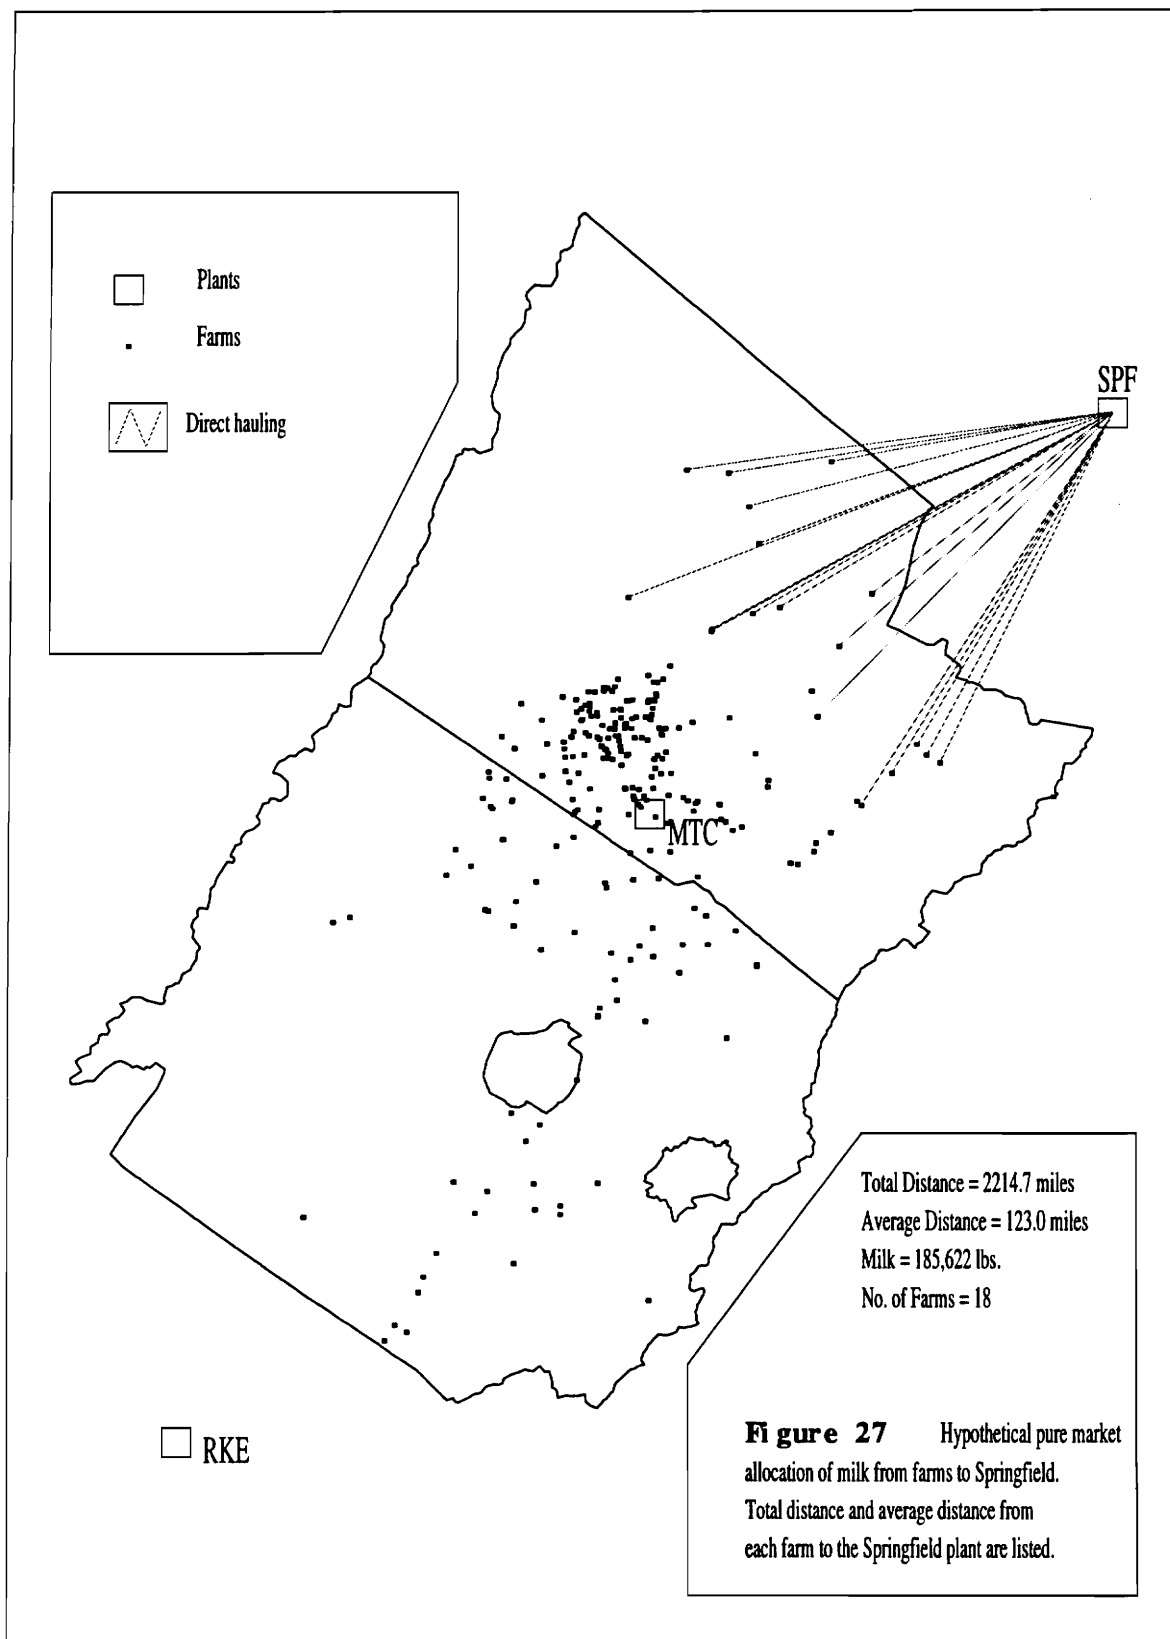 Plants
Farms
Direct hauling
SPF
MTC
Total Distance = 2214.7 miles
Average Distance = 123.0 miles
Milk = 185,622 lbs.
No. of Farms = 18
RKE
Figure 27 Hypothetical pure market
allocation of milk from farms to Springfield.
Total distance and average distance from
each farm to the Springfield plant are listed.